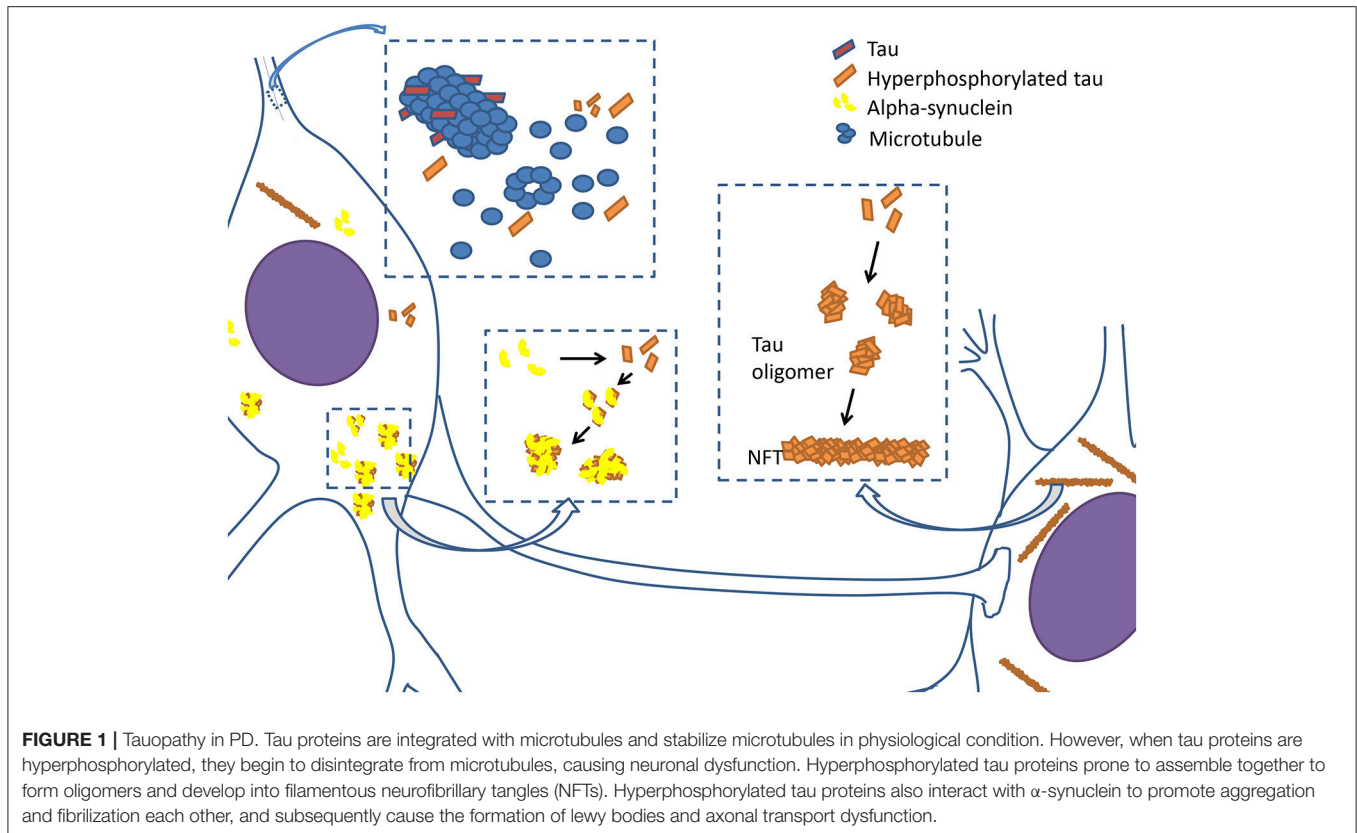 Tau
Hyperphosphorylated tau
Alpha-synuclein
Microtubule
Tau
oligomer
NFT
FIGURE 1 | Tauopathy in PD. Tau proteins are integrated with microtubules and stabilize microtubules in physiological condition. However, when tau proteins are
hyperphosphorylated, they begin to disintegrate from microtubules, causing neuronal dysfunction. Hyperphosphorylated tau proteins prone to assemble together to
form oligomers and develop into filamentous neurofibrillary tangles (NFTs). Hyperphosphorylated tau proteins also interact with α-synuclein to promote aggregation
and fibrilization each other, and subsequently cause the formation of lewy bodies and axonal transport dysfunction.